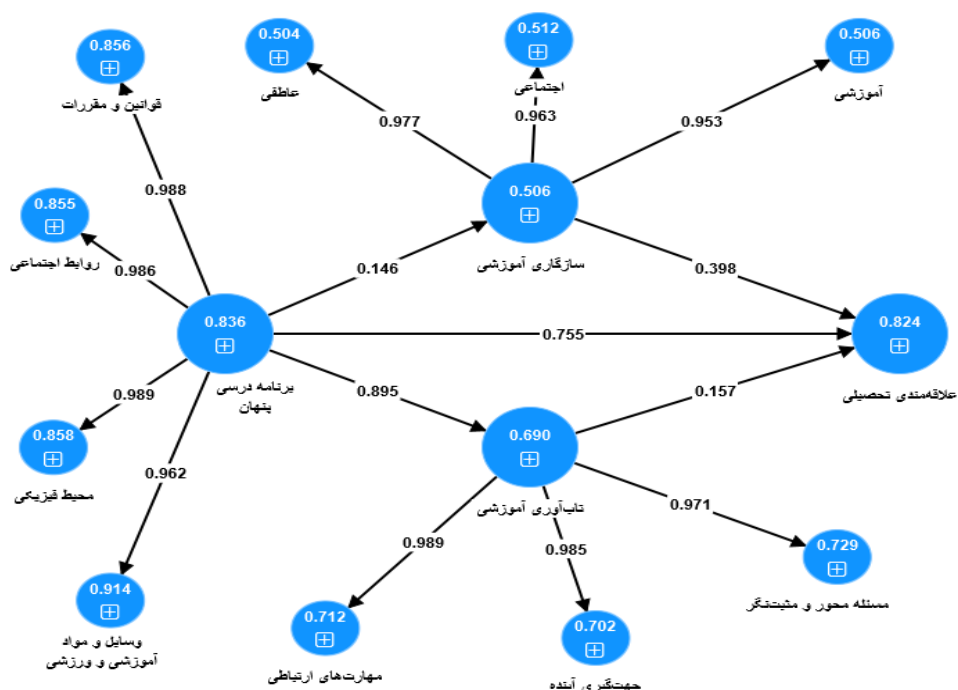 0.856
قوانین و مقررات
0.504
عاطفی
0.512
اجتماعی
0.506
آموزشی
0.977
0.963
0.953
0.988
0.855
روابط اجتماعی
0.986
0.506
سازگاری آموزشی
0.146
0.398
0.836
برنامه درسی
پنهان
0.755
0.824
علاقه‌مندی تحصیلی
0.895
0.157
0.989
0.858
محیط فیزیکی
0.962
0.690
تاب‌آوری آموزشی
0.971
0.989
0.985
0.729
مسئله محور و مثبت‌نگر
0.914
وسایل و مواد
آموزشی و ورزشی
0.712
مهارت‌های ارتباطی
0.702
جهت‌گیری آینده